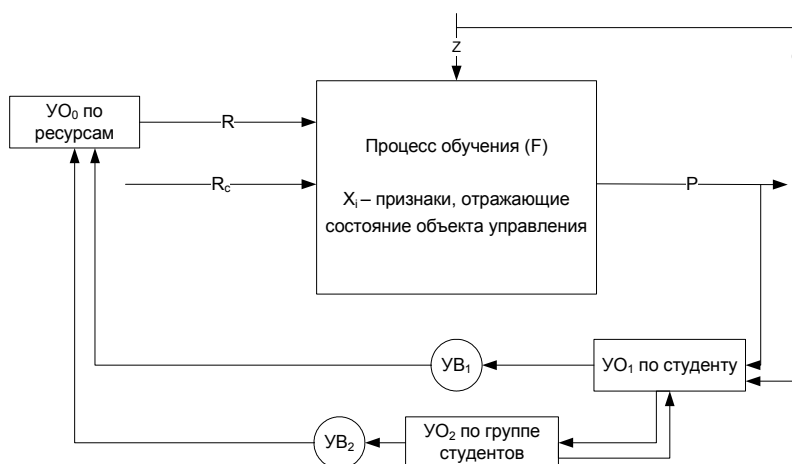 Z
УО₀ по
ресурсам
R
Rс
Процесс обучения (F)
Xᵢ – признаки, отражающие
состояние объекта управления
P
УВ₁
УО₁ по студенту
УВ₂
УО₂ по группе
студентов